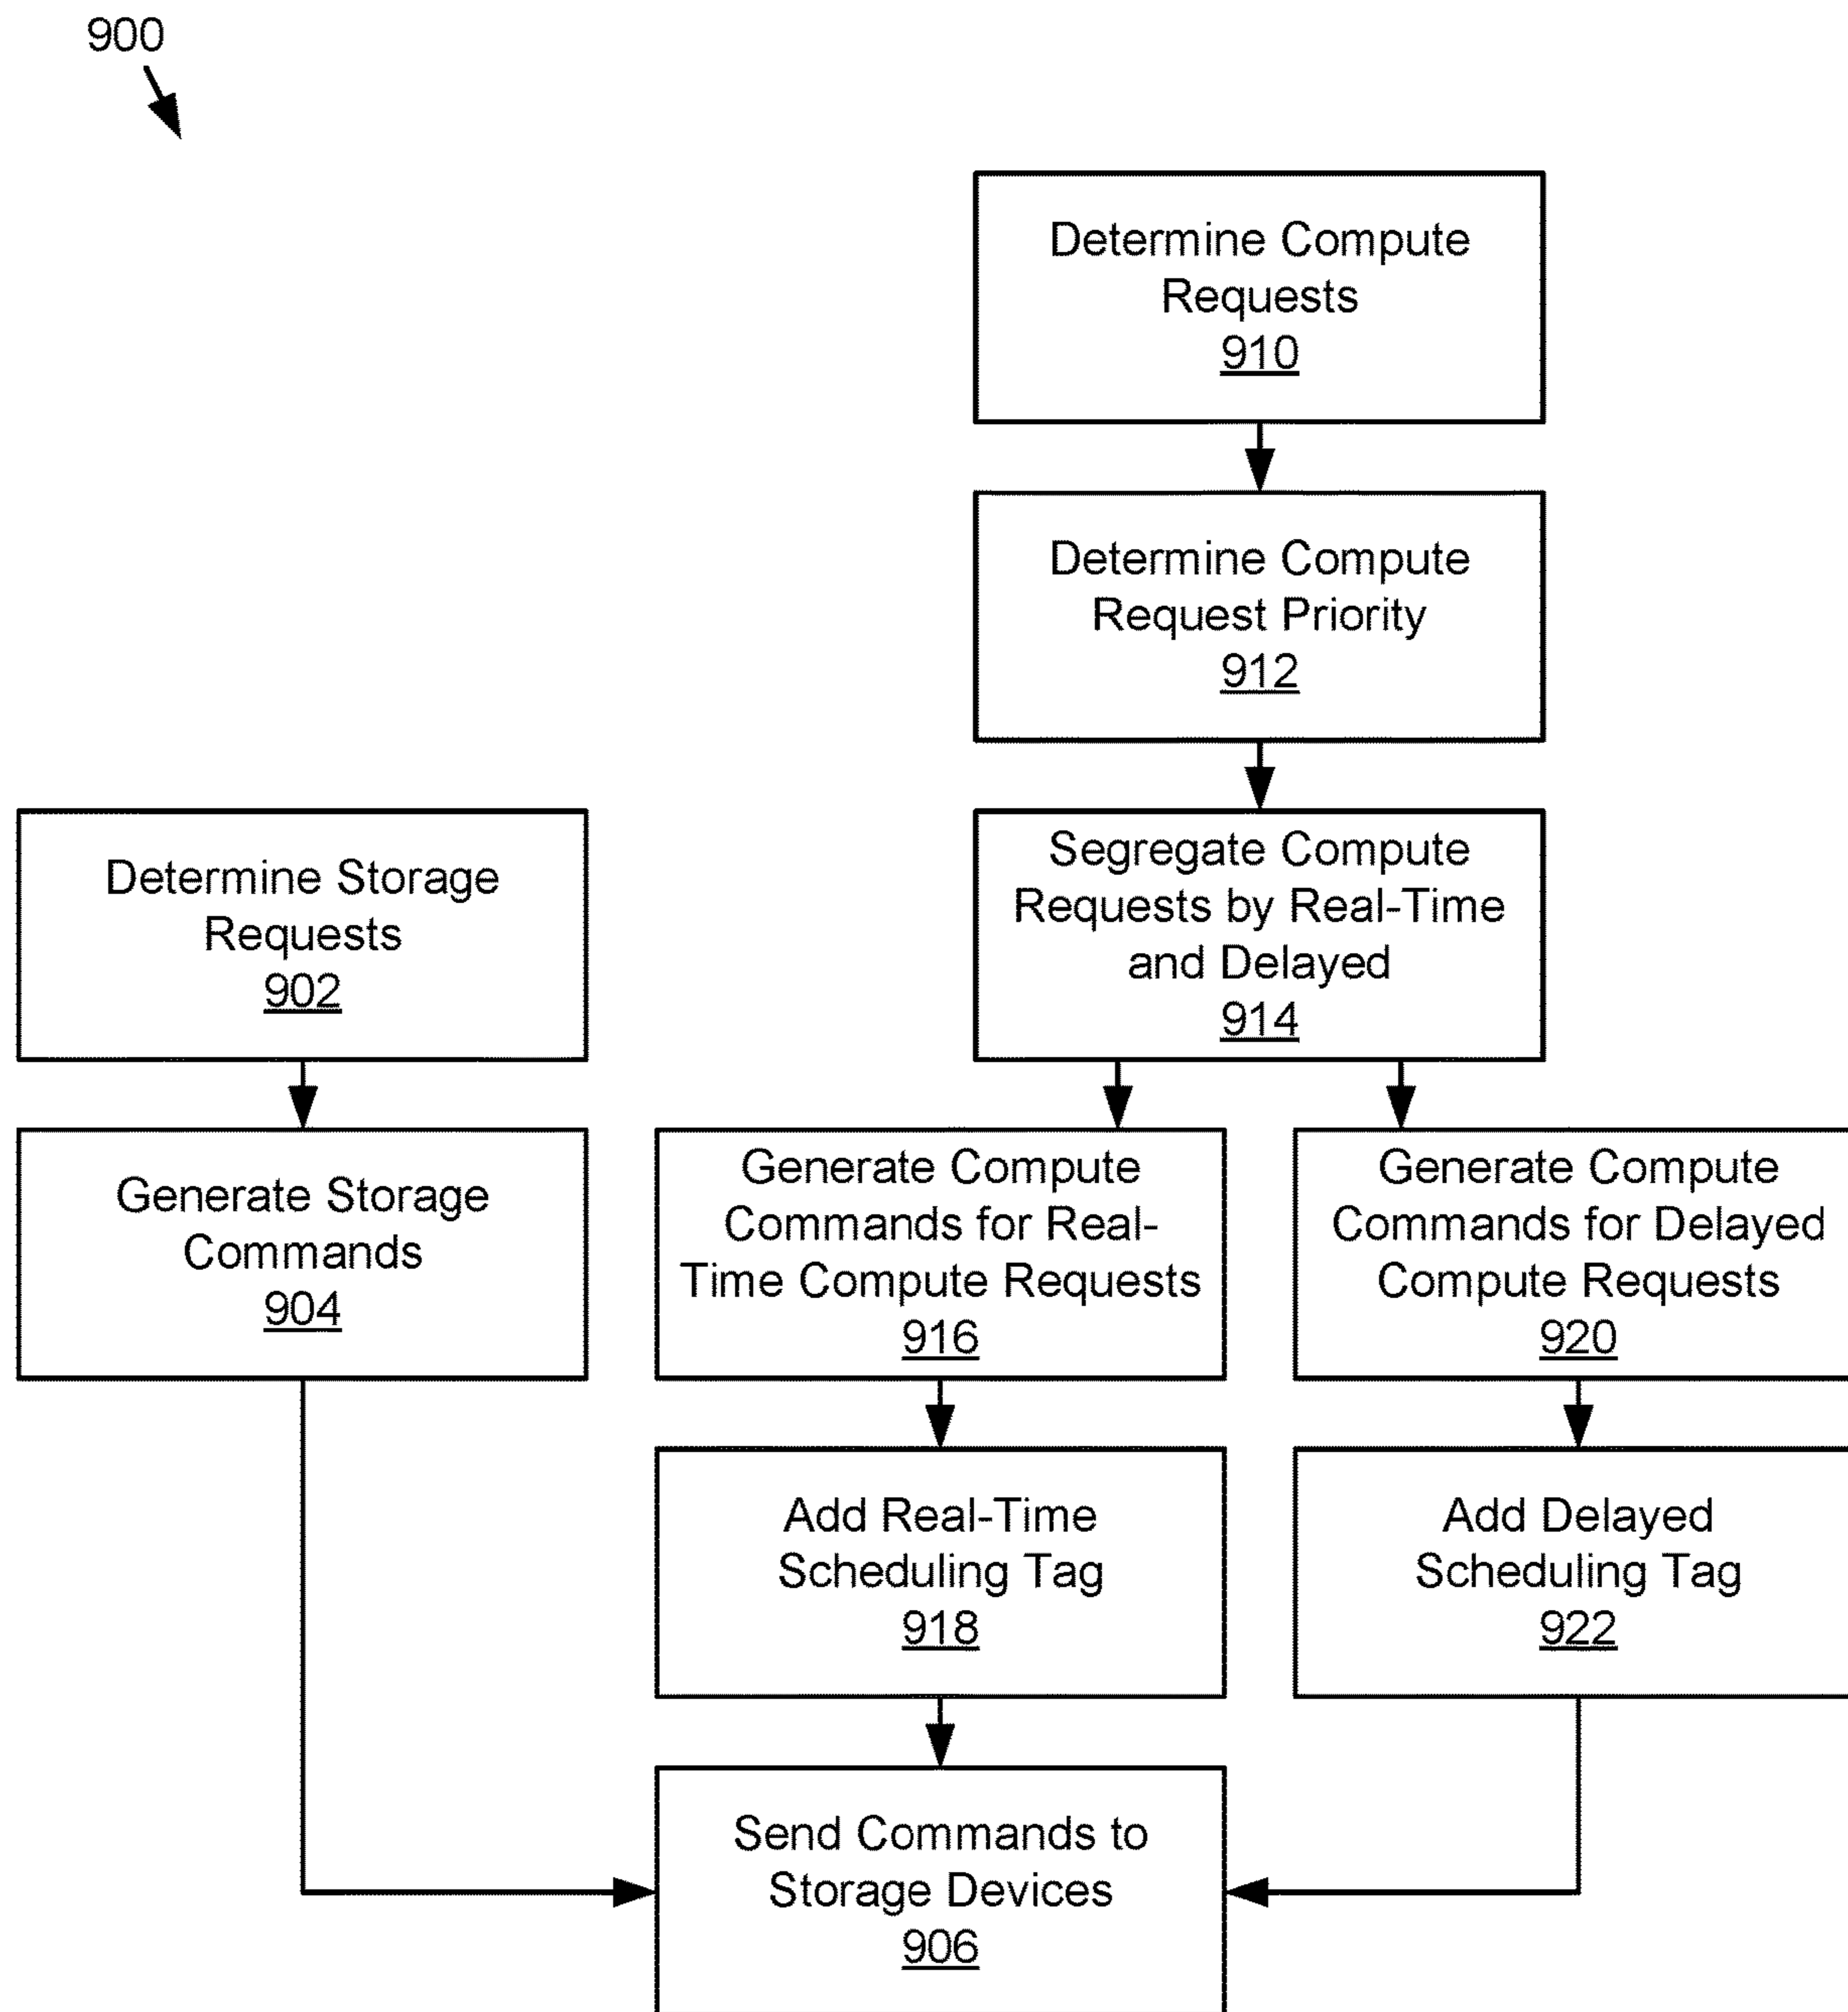 900
Determine Compute
Requests
910
Determine Compute
Request Priority
912
Segregate Compute
Requests by Real-Time
and Delayed
914
Determine Storage
Requests
902
Generate Storage
Commands
904
Generate Compute
Commands for Real-
Time Compute Requests
916
Generate Compute
Commands for Delayed
Compute Requests
920
Add Real-Time
Scheduling Tag
918
Add Delayed
Scheduling Tag
922
Send Commands to
Storage Devices
906